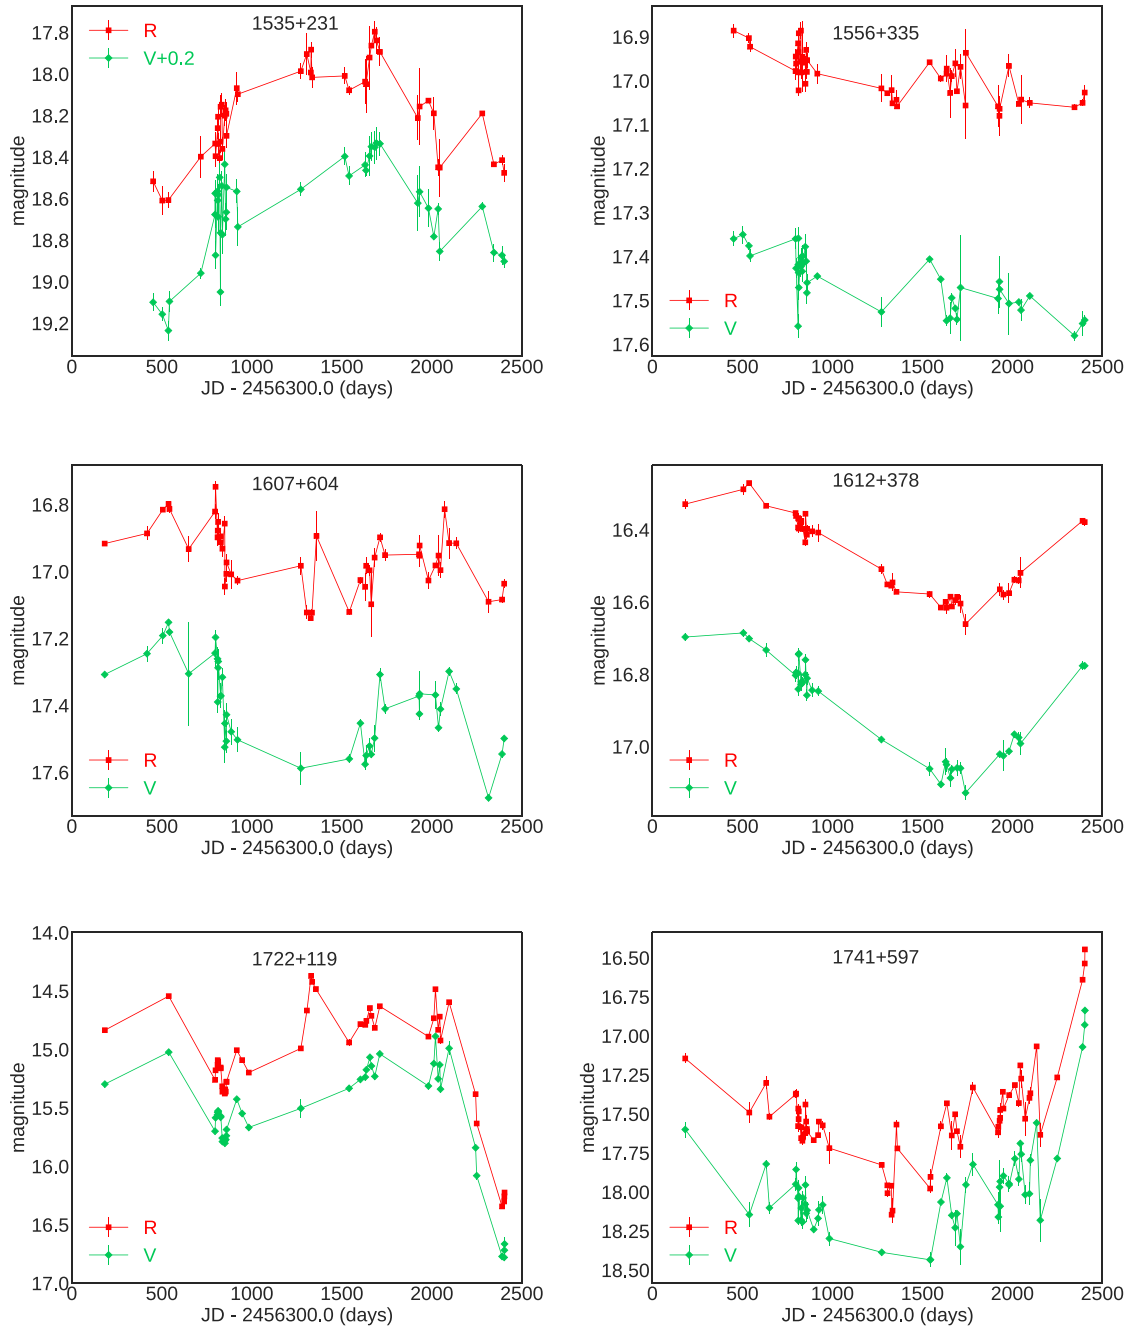 1535+231
R
V+0.2
17.8
18.0
18.2
18.4
18.6
18.8
19.0
19.2
magnitude
0 500 1000 1500 2000 2500
JD - 2456300.0 (days)
1556+335
16.9
17.0
17.1
17.2
17.3
17.4
17.5
17.6
magnitude
R
V
0 500 1000 1500 2000 2500
JD - 2456300.0 (days)
1607+604
16.8
17.0
17.2
17.4
17.6
magnitude
R
V
0 500 1000 1500 2000 2500
JD - 2456300.0 (days)
1612+378
16.4
16.6
16.8
17.0
magnitude
R
V
0 500 1000 1500 2000 2500
JD - 2456300.0 (days)
1722+119
14.0
14.5
15.0
15.5
16.0
16.5
17.0
magnitude
R
V
0 500 1000 1500 2000 2500
JD - 2456300.0 (days)
1741+597
16.50
16.75
17.00
17.25
17.50
17.75
18.00
18.25
18.50
magnitude
R
V
0 500 1000 1500 2000 2500
JD - 2456300.0 (days)